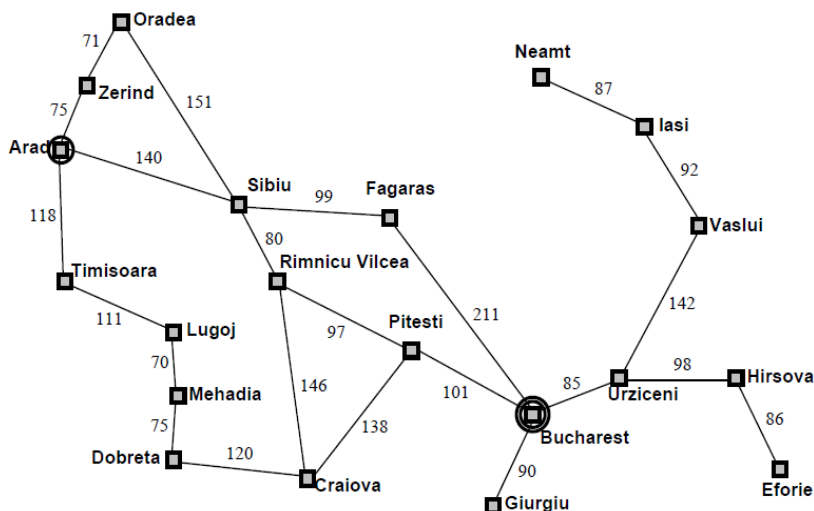 Oradea
71
Neamt
87
Zerind
151
75
Iasi
Arad
140
92
Sibiu
99
Fagaras
118
Vaslui
80
Timisoara
Rimnicu Vilcea
142
111
211
Lugoj
97
Pitesti
70
98
Hirsova
146
85
Mehadia
101
Urziceni
86
75
138
Bucharest
Dobreta
120
90
Craiova
Eforie
Giurgiu